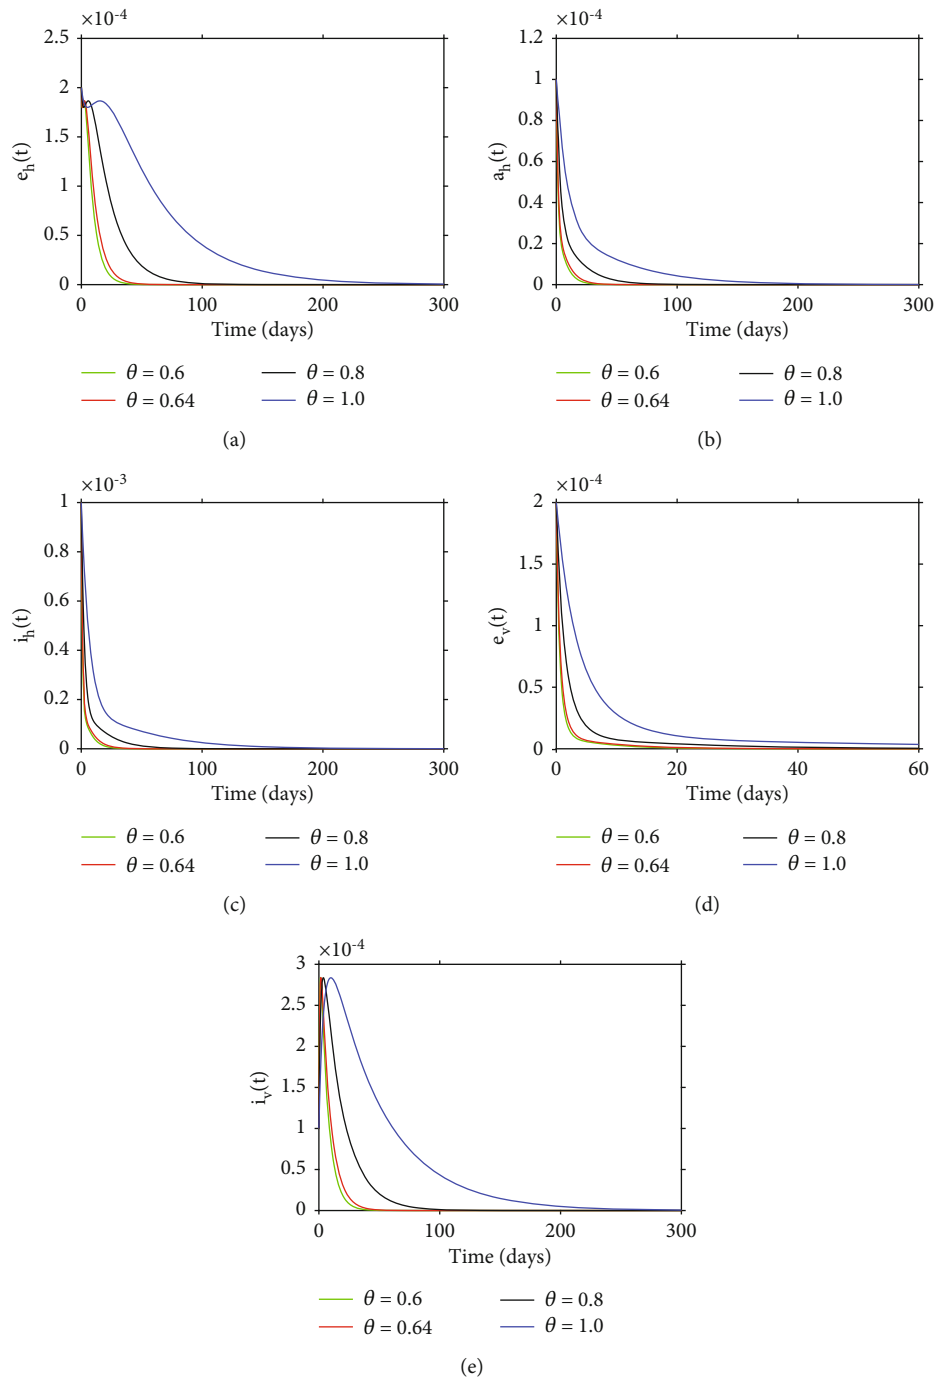 ×10-4
2.5
2
1.5
1
0.5
0
e_h(t)
0 100 200 300
Time (days)
θ = 0.6 θ = 0.8
θ = 0.64 θ = 1.0
(a)
×10-4
1.2
1
0.8
0.6
0.4
0.2
0
a_h(t)
0 100 200 300
Time (days)
θ = 0.6 θ = 0.8
θ = 0.64 θ = 1.0
(b)
×10-3
1
0.8
0.6
0.4
0.2
0
i_h(t)
0 100 200 300
Time (days)
θ = 0.6 θ = 0.8
θ = 0.64 θ = 1.0
(c)
×10-4
2
1.5
1
0.5
0
e_v(t)
0 20 40 60
Time (days)
θ = 0.6 θ = 0.8
θ = 0.64 θ = 1.0
(d)
×10-4
3
2.5
2
1.5
1
0.5
0
i_v(t)
0 100 200 300
Time (days)
θ = 0.6 θ = 0.8
θ = 0.64 θ = 1.0
(e)